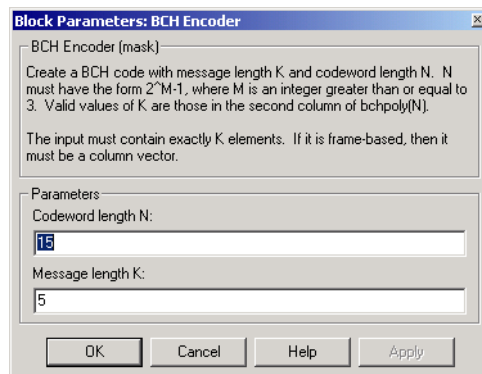 Block Parameters: BCH Encoder
BCH Encoder (mask)
Create a BCH code with message length K and codeword length N. N
must have the form 2^M-1, where M is an integer greater than or equal to
3. Valid values of K are those in the second column of bchpoly(N).
The input must contain exactly K elements. If it is frame-based, then it
must be a column vector.
Parameters
Codeword length N:
15
Message length K:
5
OK Cancel Help Apply